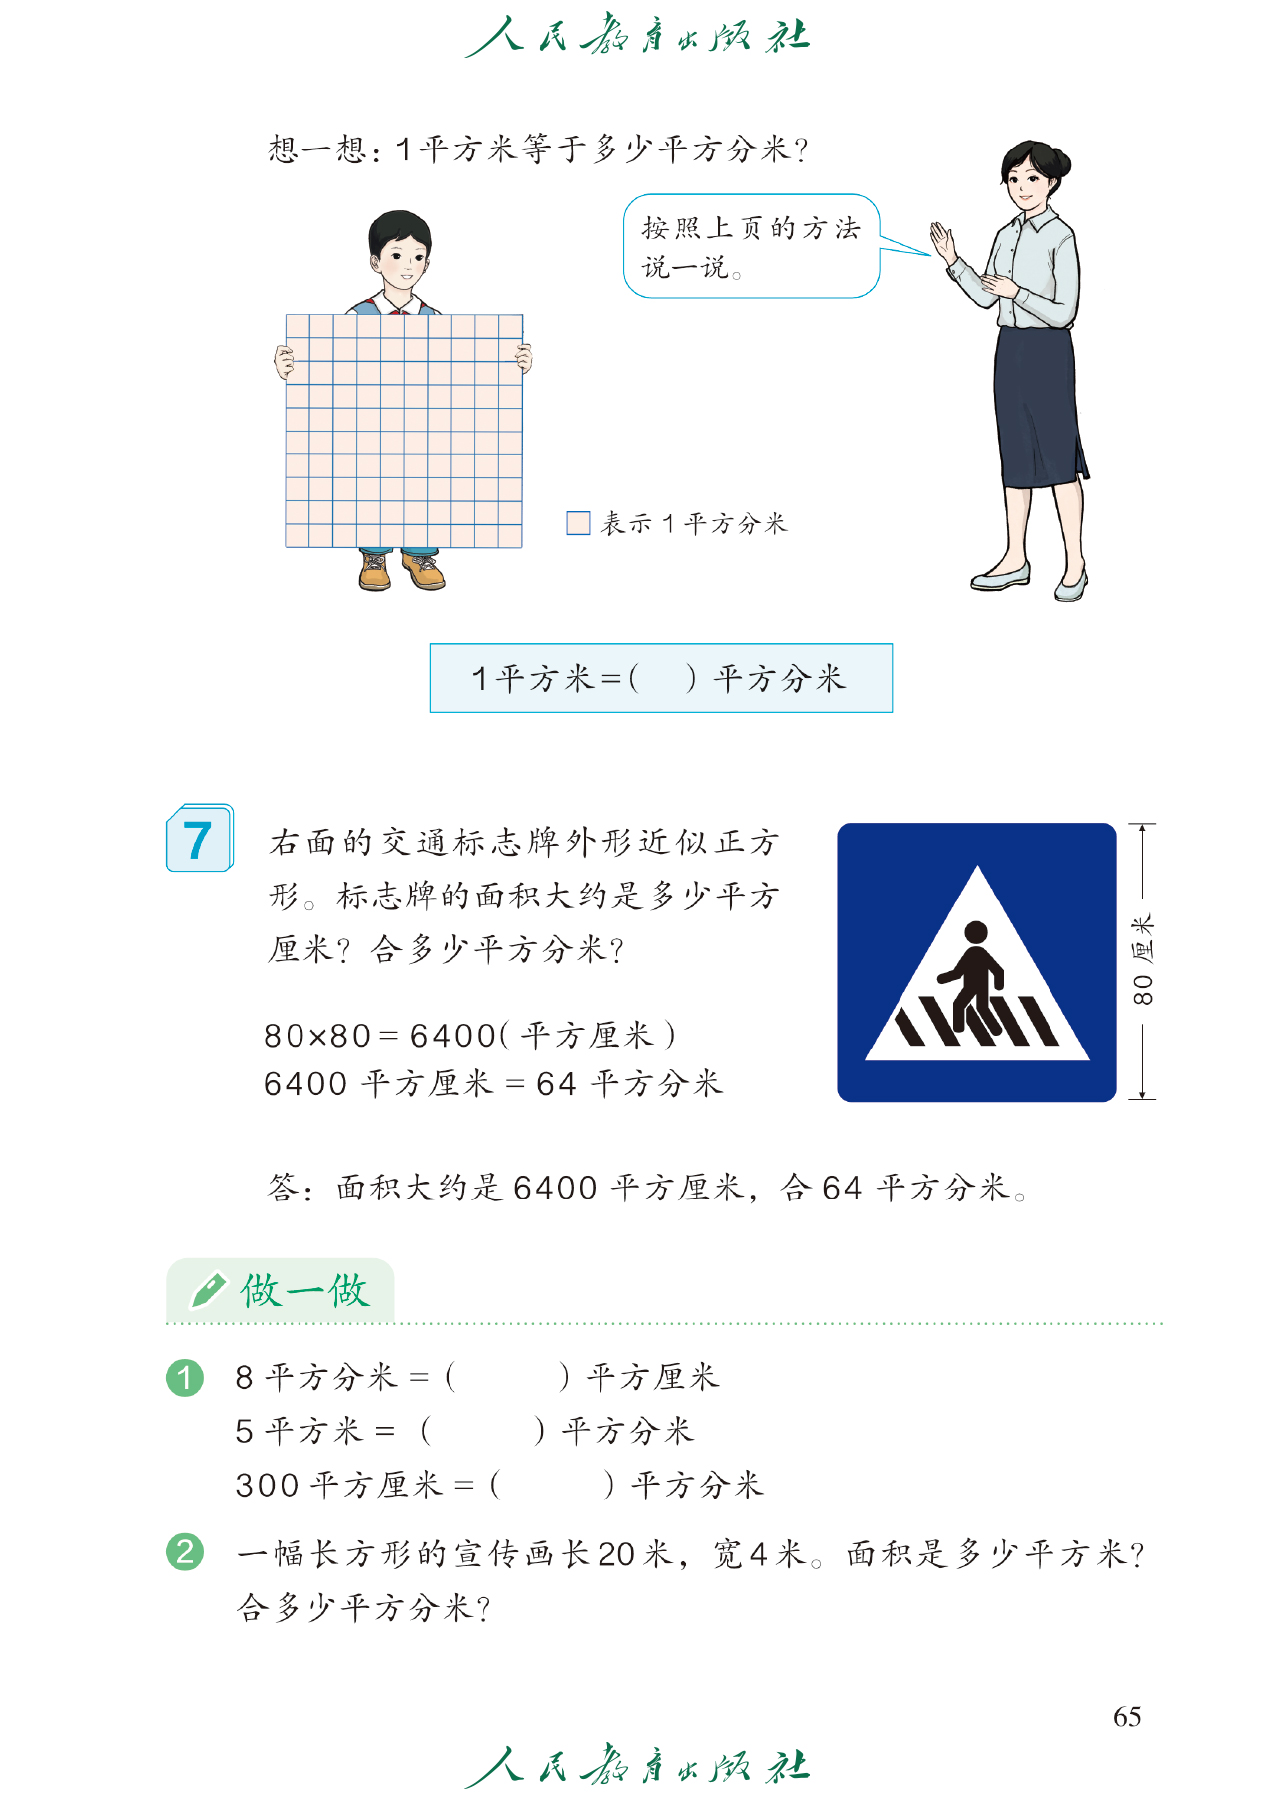 人民教育出版社
想一想：1平方米等于多少平方分米？
按照上页的方法
说一说。
表示 1 平方分米
1平方米=(　)平方分米
7
右面的交通标志牌外形近似正方
形。标志牌的面积大约是多少平方
厘米？合多少平方分米？
80 厘米
80×80=6400(平方厘米)
6400 平方厘米=64 平方分米
答：面积大约是 6400 平方厘米，合 64 平方分米。
做一做
1 8 平方分米=(　　)平方厘米
5 平方米=(　　)平方分米
300 平方厘米=(　　)平方分米
2 一幅长方形的宣传画长20米，宽4米。面积是多少平方米？
合多少平方分米？
65
人民教育出版社